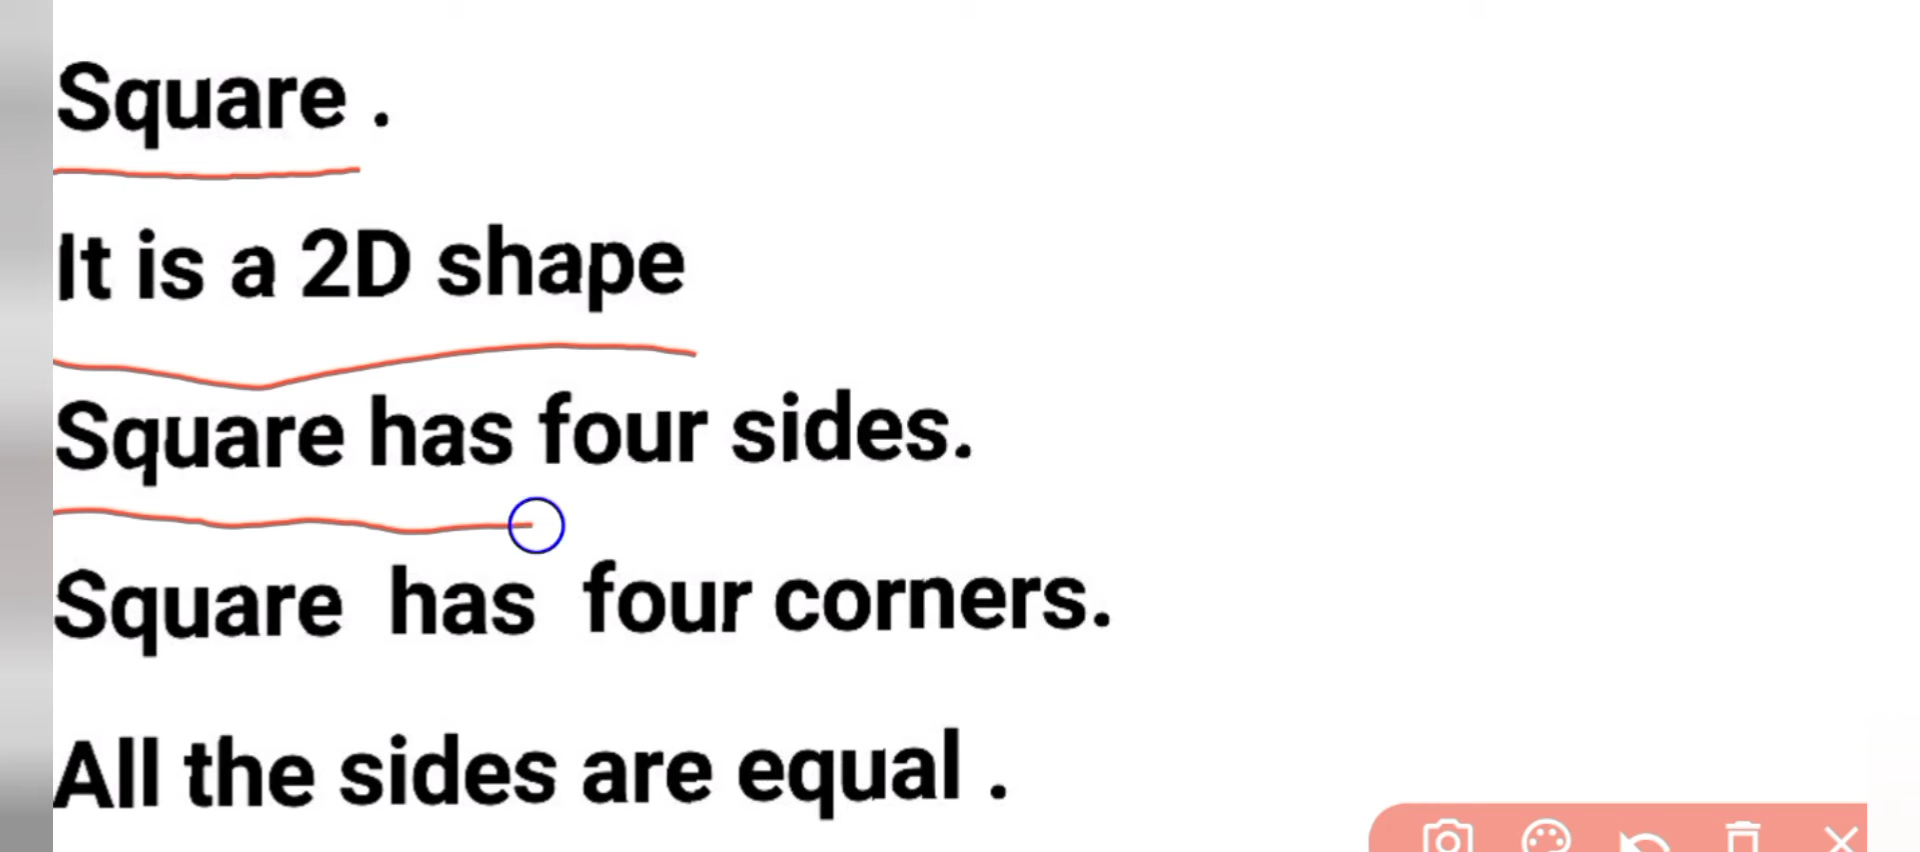 Square .
It is a 2D shape
Square has four sides.
Square has four corners.
All the sides are equal .